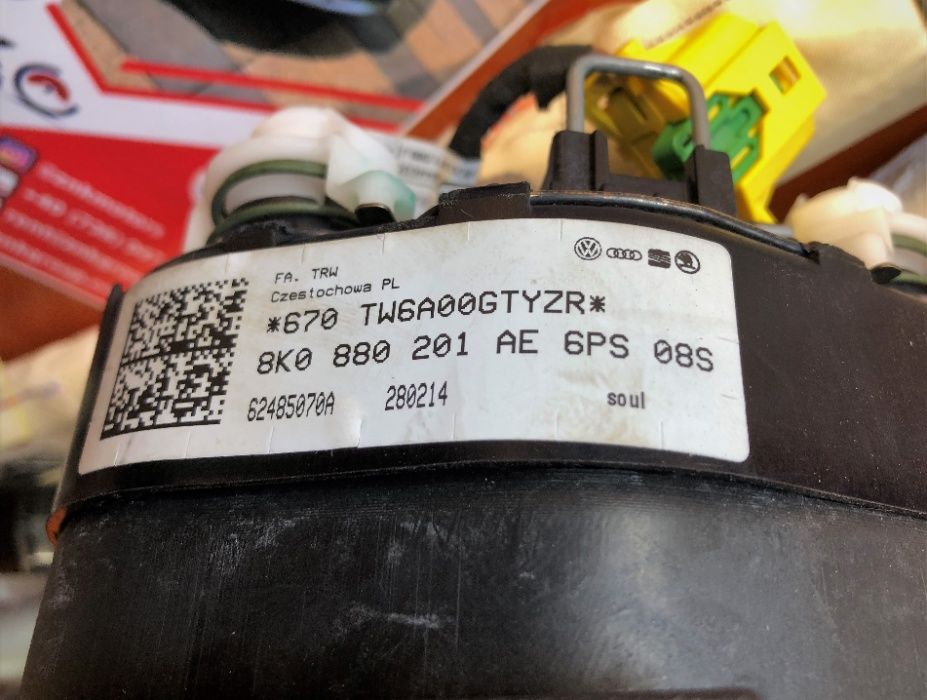 FA. TRW
Czestochowa PL
*670 TW6A00GTYZR*
8K0 880 201 AE 6PS 08S
62485070A 280214 soul